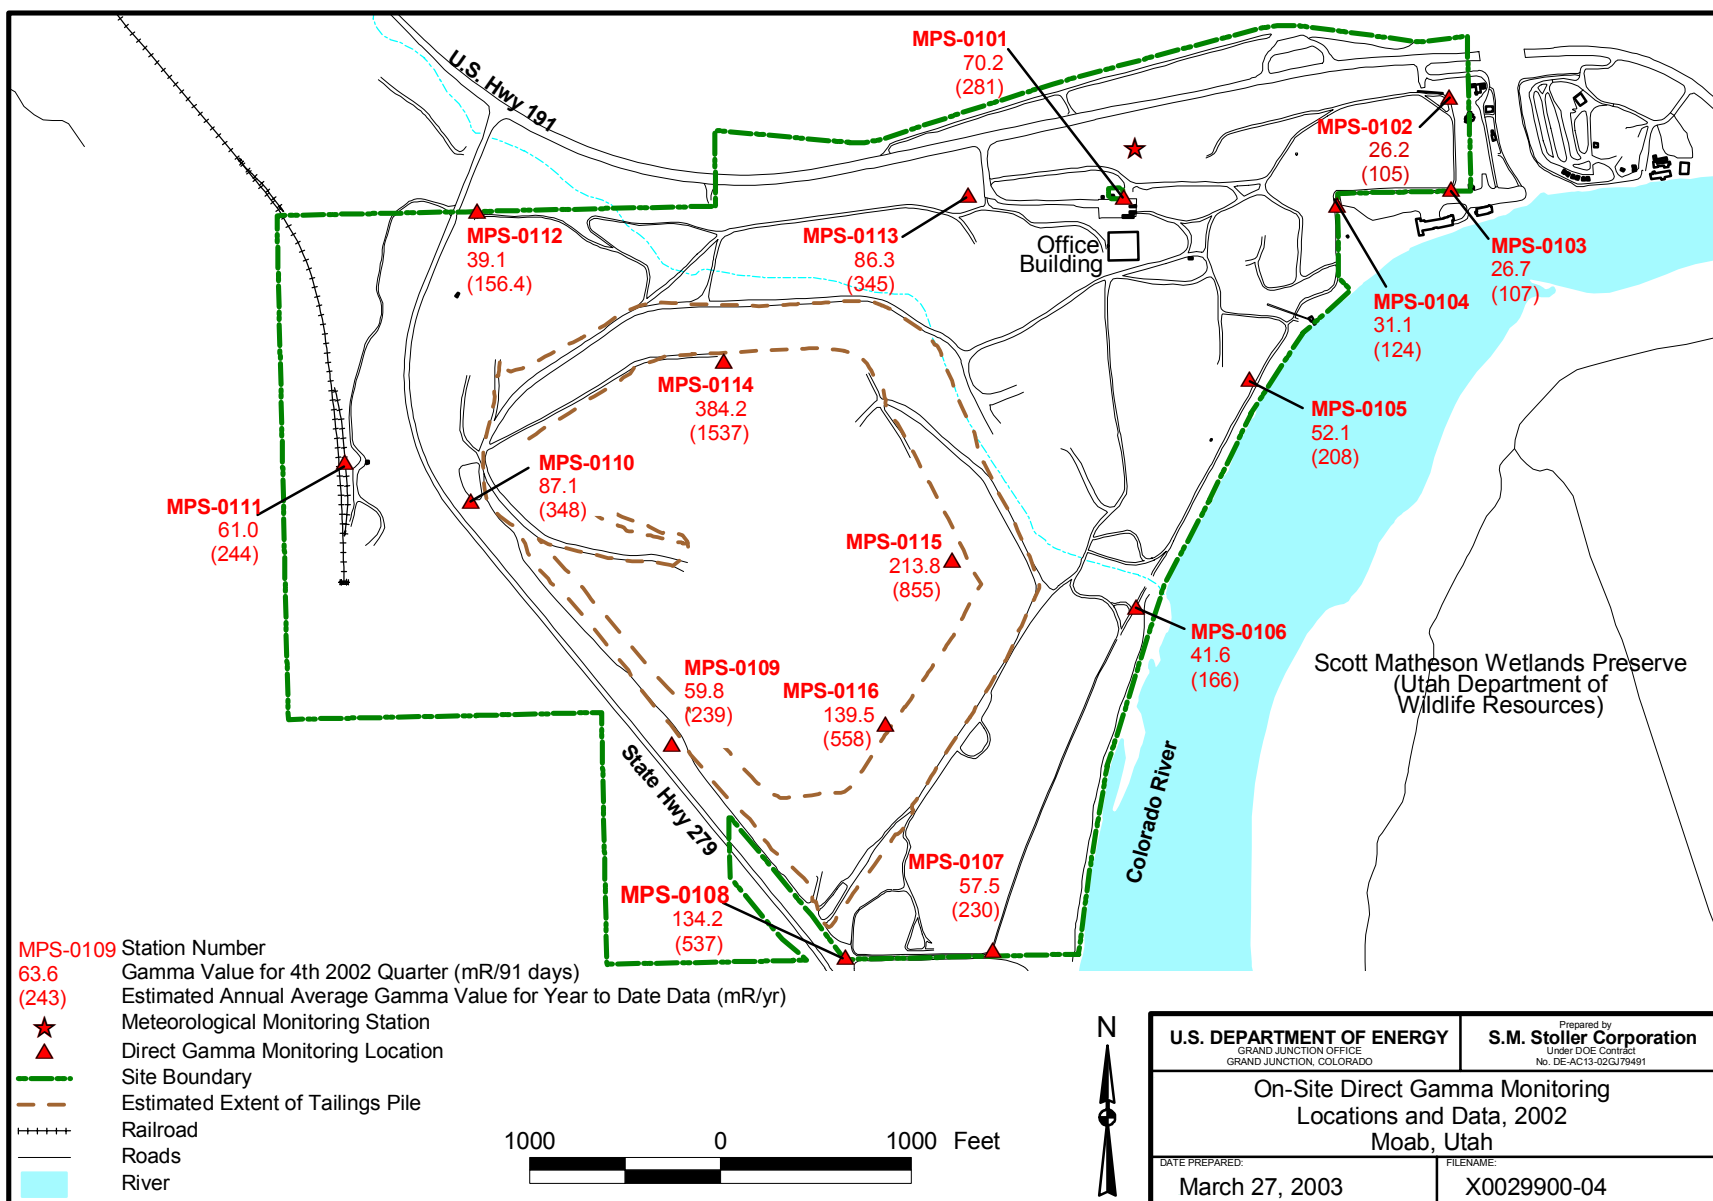 MPS-0101
70.2
(281)
U.S. Hwy 191
MPS-0102
26.2
(105)
MPS-0112
39.1
(156.4)
MPS-0113
86.3
(345)
Office
Building
MPS-0103
26.7
(107)
MPS-0104
31.1
(124)
MPS-0114
384.2
(1537)
MPS-0105
52.1
(208)
MPS-0110
87.1
(348)
MPS-0111
61.0
(244)
MPS-0115
213.8
(855)
MPS-0106
41.6
(166)
Scott Matheson Wetlands Preserve
(Utah Department of
Wildlife Resources)
MPS-0109
59.8
(239)
MPS-0116
139.5
(558)
State Hwy 279
Colorado River
MPS-0107
57.5
(230)
MPS-0108
134.2
(537)
MPS-0109 Station Number
63.6 Gamma Value for 4th 2002 Quarter (mR/91 days)
(243) Estimated Annual Average Gamma Value for Year to Date Data (mR/yr)
Meteorological Monitoring Station
Direct Gamma Monitoring Location
Site Boundary
Estimated Extent of Tailings Pile
Railroad
Roads
River
1000 0 1000 Feet
N
U.S. DEPARTMENT OF ENERGY
GRAND JUNCTION OFFICE
GRAND JUNCTION, COLORADO
Prepared by
S.M. Stoller Corporation
Under DOE Contract
No. DE-AC13-02GJ79491
On-Site Direct Gamma Monitoring
Locations and Data, 2002
Moab, Utah
DATE PREPARED:
March 27, 2003
FILENAME:
X0029900-04